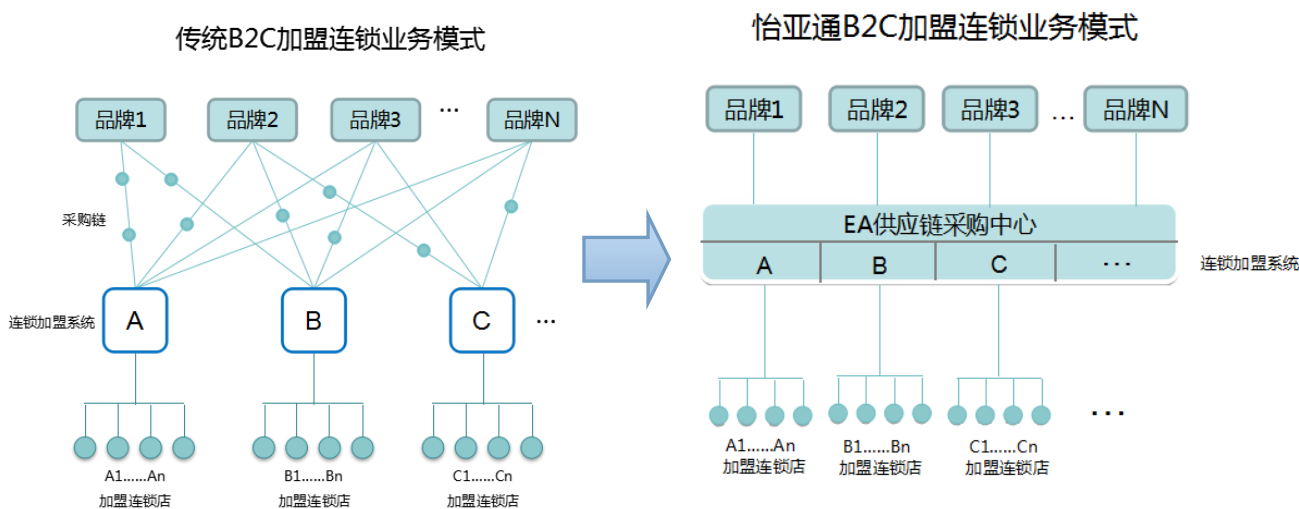 传统B2C加盟连锁业务模式
品牌1
品牌2
品牌3
...
品牌N
采购链
连锁加盟系统
A
B
C
...
A1......An
加盟连锁店
B1......Bn
加盟连锁店
C1......Cn
加盟连锁店
怡亚通B2C加盟连锁业务模式
品牌1
品牌2
品牌3
...
品牌N
EA供应链采购中心
A
B
C
...
连锁加盟系统
A1......An
加盟连锁店
B1......Bn
加盟连锁店
C1......Cn
加盟连锁店
...